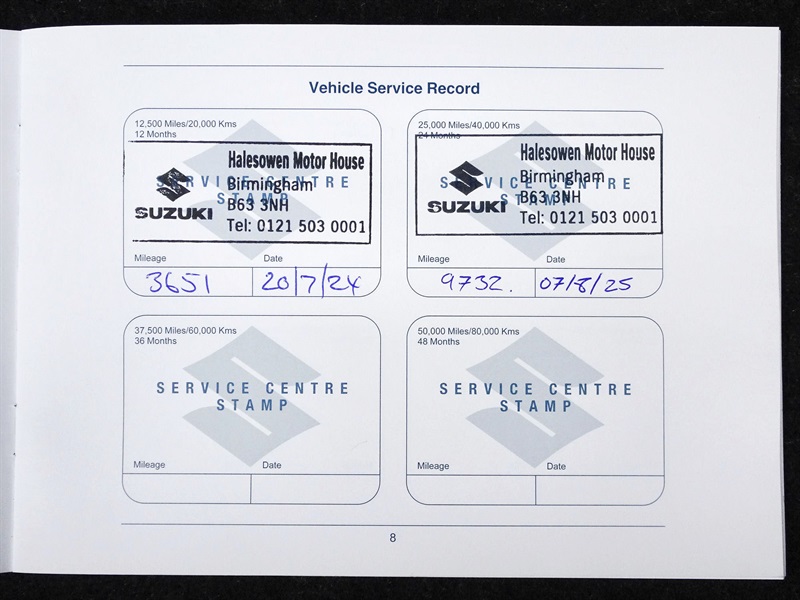 Vehicle Service Record
12,500 Miles/20,000 Kms
12 Months
SERVICE CENTRE
STAMP
Halesowen Motor House
Birmingham
B63 3NH
Tel: 0121 503 0001
SUZUKI
Mileage Date
3651 20/7/24
25,000 Miles/40,000 Kms
24 Months
SERVICE CENTRE
STAMP
Halesowen Motor House
Birmingham
B63 3NH
Tel: 0121 503 0001
SUZUKI
Mileage Date
9732. 07/8/25
37,500 Miles/60,000 Kms
36 Months
SERVICE CENTRE
STAMP
Mileage Date
50,000 Miles/80,000 Kms
48 Months
SERVICE CENTRE
STAMP
Mileage Date
8